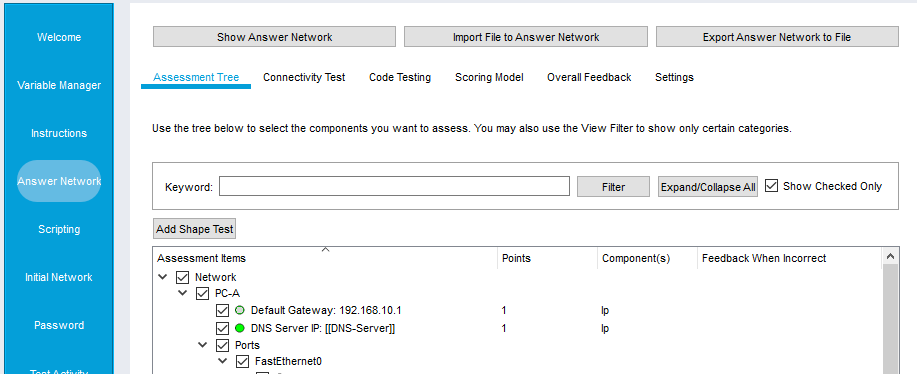 Welcome
Variable Manager
Instructions
Answer Network
Scripting
Initial Network
Password
Test Activity
Show Answer Network
Import File to Answer Network
Export Answer Network to File
Assessment Tree
Connectivity Test
Code Testing
Scoring Model
Overall Feedback
Settings
Use the tree below to select the components you want to assess. You may also use the View Filter to show only certain categories.
Keyword:
Filter
Expand/Collapse All
Show Checked Only
Add Shape Test
Assessment Items Points Component(s) Feedback When Incorrect
Network
PC-A
Default Gateway: 192.168.10.1 1 Ip
DNS Server IP: [[DNS-Server]] 1 Ip
Ports
FastEthernet0